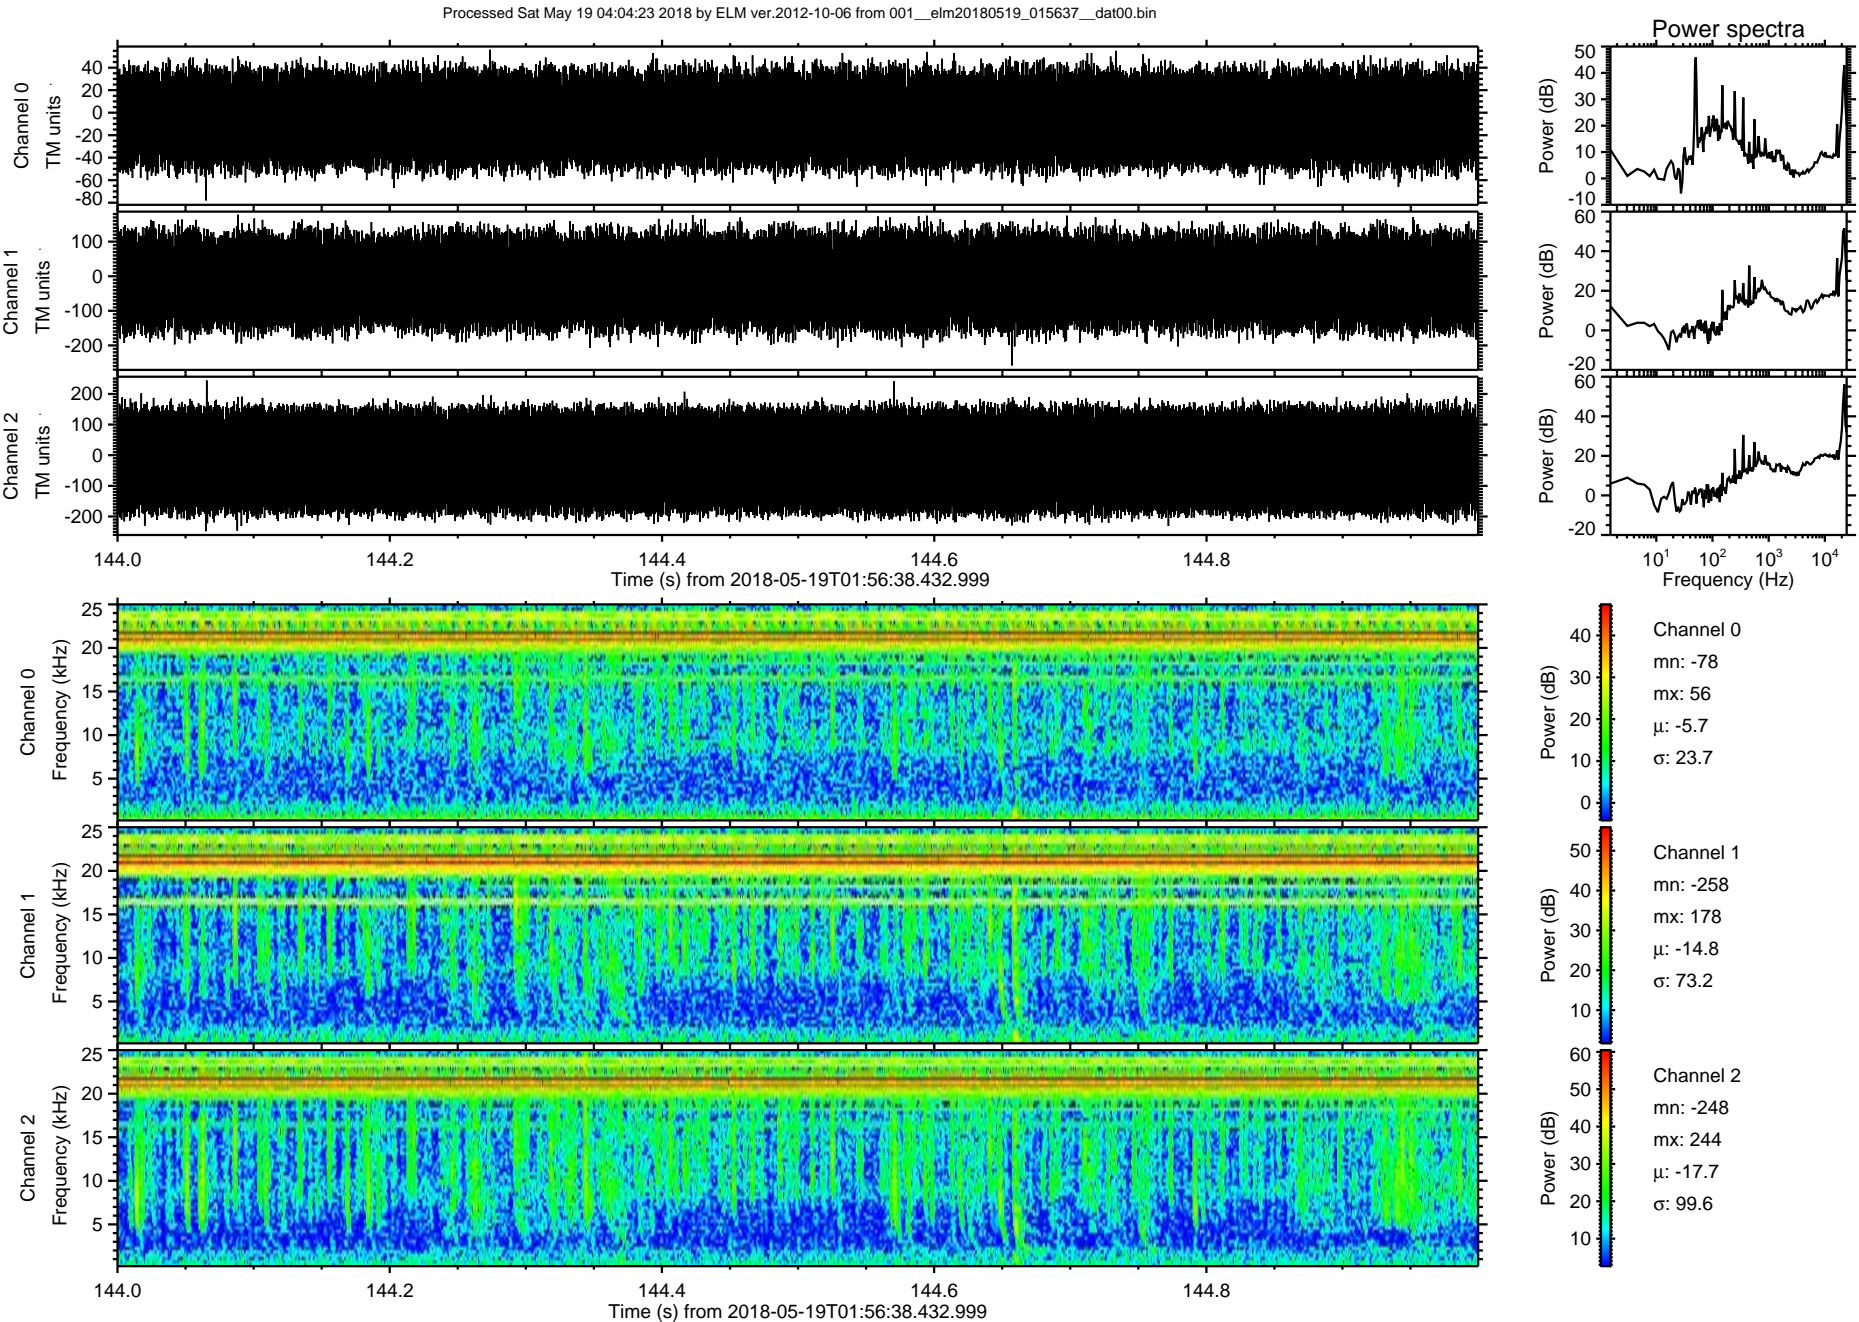 Processed Sat May 19 04:04:23 2018 by ELM ver.2012-10-06 from 001__elm20180519_015637__dat00.bin
Power spectra
Channel 0
TM units
40
20
0
-20
-40
-60
-80
Power (dB)
50
40
30
20
10
0
-10
Channel 1
TM units
100
0
-100
-200
Power (dB)
60
40
20
0
-20
Channel 2
TM units
200
100
0
-100
-200
Power (dB)
60
40
20
0
-20
144.0 144.2 144.4 144.6 144.8
Time (s) from 2018-05-19T01:56:38.432.999
10^1 10^2 10^3 10^4
Frequency (Hz)
Channel 0
Frequency (kHz)
25
20
15
10
5
Power (dB)
40
30
20
10
0
Channel 0
mn: -78
mx: 56
μ: -5.7
σ: 23.7
Channel 1
Frequency (kHz)
25
20
15
10
5
Power (dB)
50
40
30
20
10
Channel 1
mn: -258
mx: 178
μ: -14.8
σ: 73.2
Channel 2
Frequency (kHz)
25
20
15
10
5
Power (dB)
60
50
40
30
20
10
Channel 2
mn: -248
mx: 244
μ: -17.7
σ: 99.6
144.0 144.2 144.4 144.6 144.8
Time (s) from 2018-05-19T01:56:38.432.999